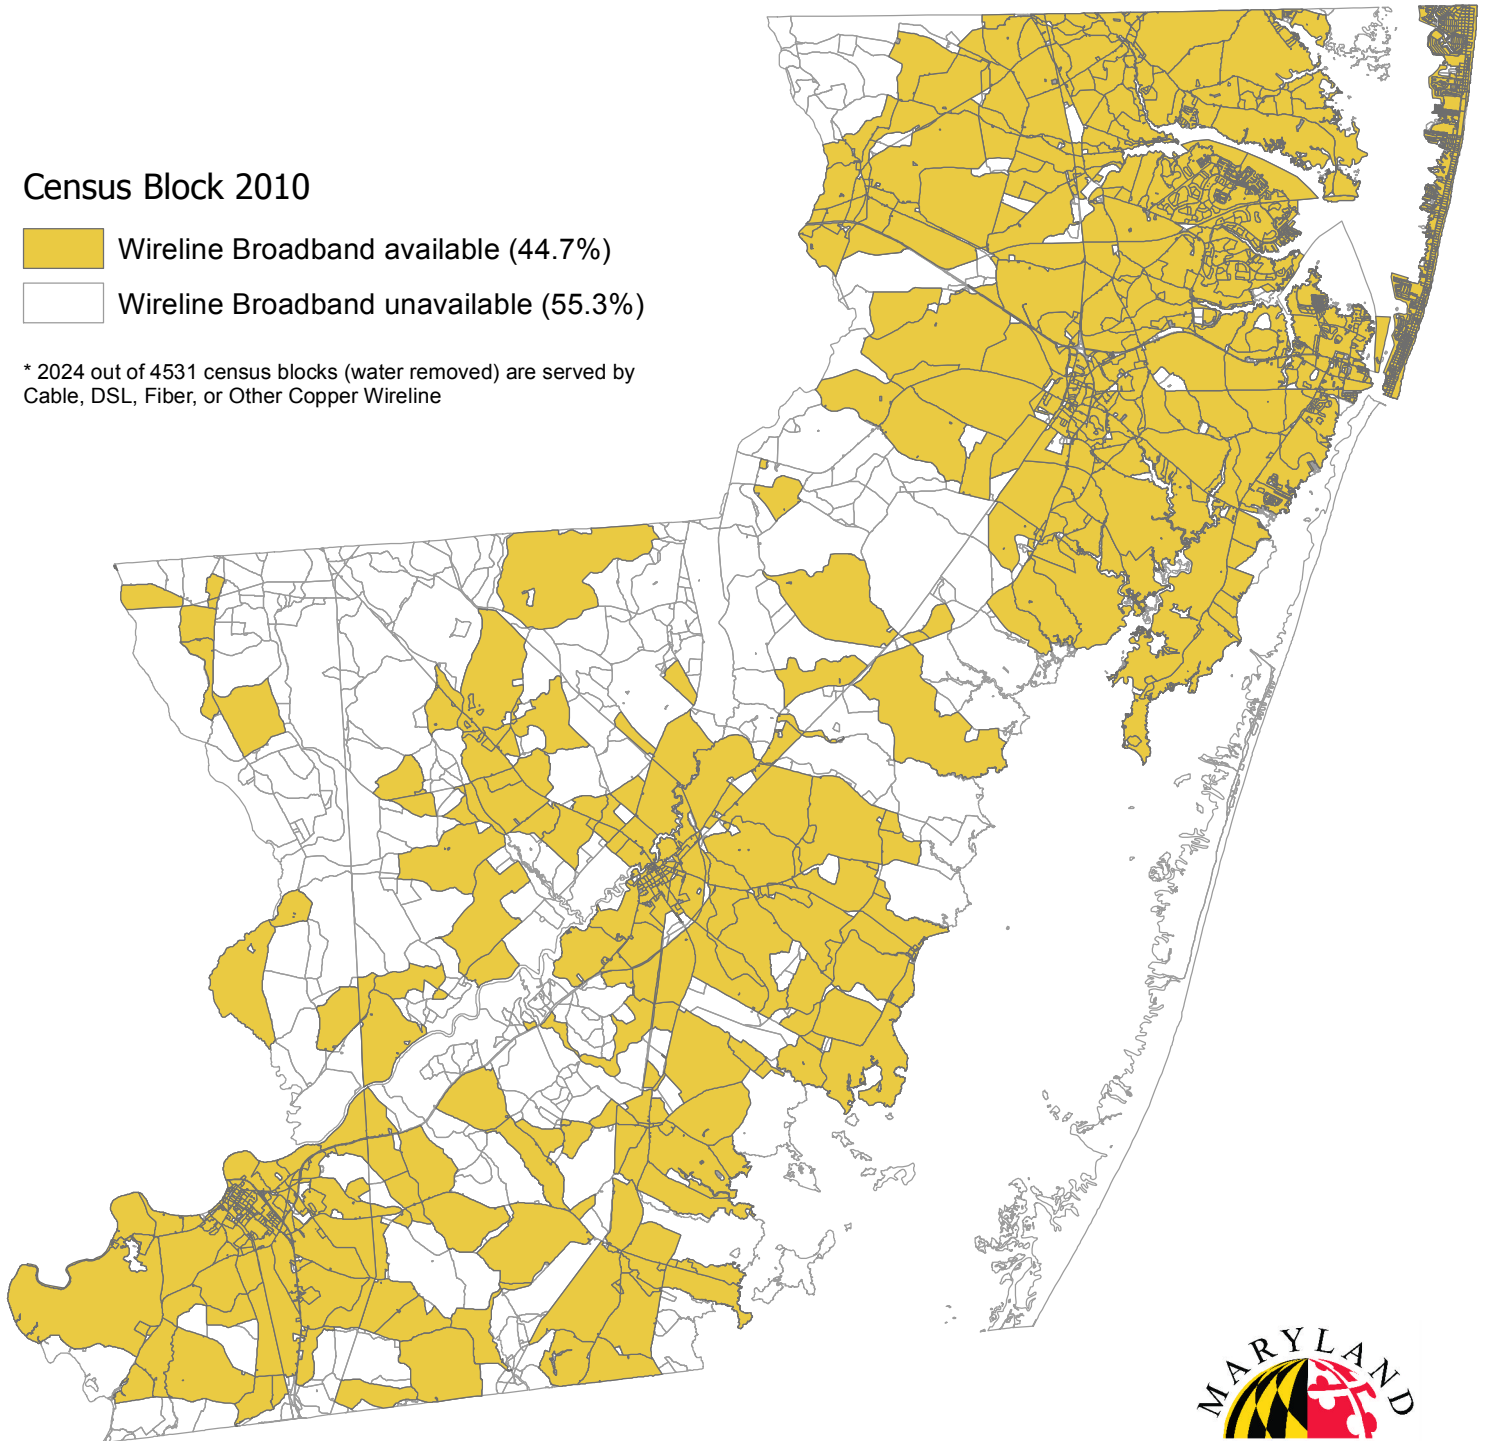 Census Block 2010
Wireline Broadband available (44.7%)
Wireline Broadband unavailable (55.3%)
* 2024 out of 4531 census blocks (water removed) are served by
Cable, DSL, Fiber, or Other Copper Wireline
MARYLAND